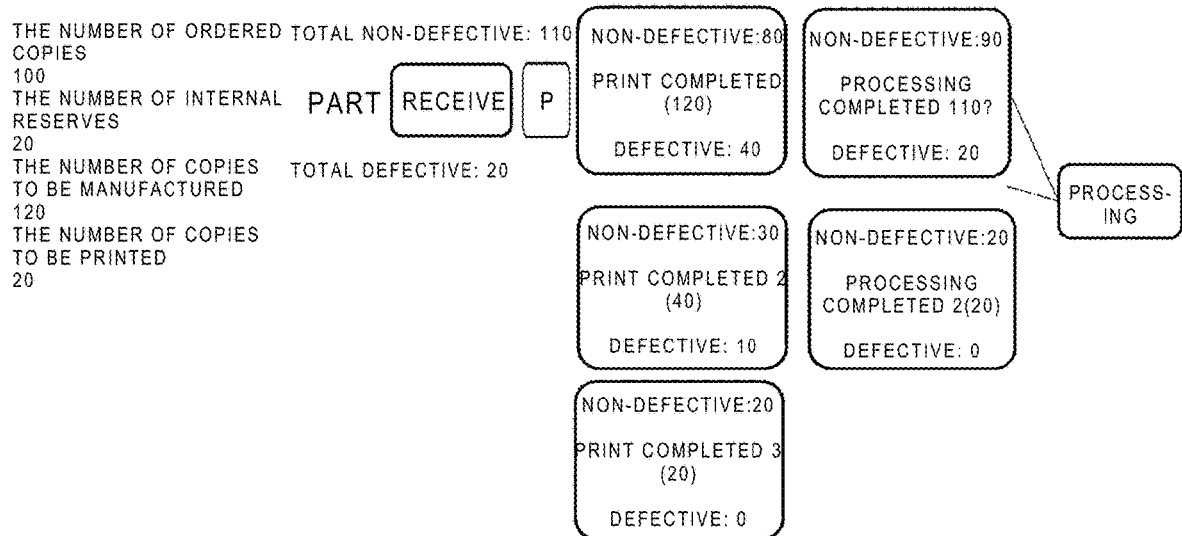 THE NUMBER OF ORDERED
COPIES
100
THE NUMBER OF INTERNAL
RESERVES
20
THE NUMBER OF COPIES
TO BE MANUFACTURED
120
THE NUMBER OF COPIES
TO BE PRINTED
20
TOTAL NON-DEFECTIVE: 110
PART
RECEIVE
P
TOTAL DEFECTIVE: 20
NON-DEFECTIVE:80
PRINT COMPLETED
(120)
DEFECTIVE: 40
NON-DEFECTIVE:90
PROCESSING
COMPLETED 110?
DEFECTIVE: 20
PROCESS-
ING
NON-DEFECTIVE:30
PRINT COMPLETED 2
(40)
DEFECTIVE: 10
NON-DEFECTIVE:20
PROCESSING
COMPLETED 2(20)
DEFECTIVE: 0
NON-DEFECTIVE:20
PRINT COMPLETED 3
(20)
DEFECTIVE: 0